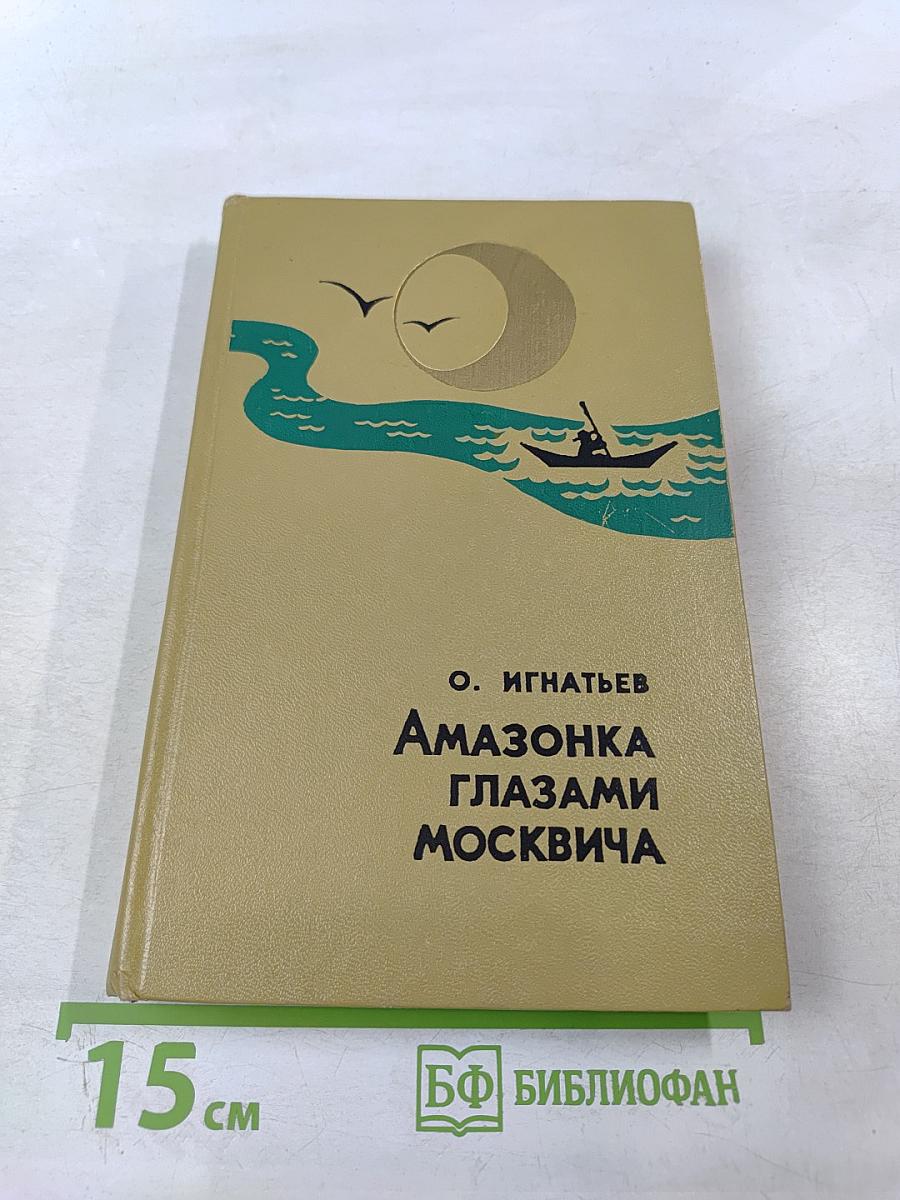 О. ИГНАТЬЕВ
АМАЗОНКА
ГЛАЗАМИ
МОСКВИЧА
15 см
БФ БИБЛИОФАН